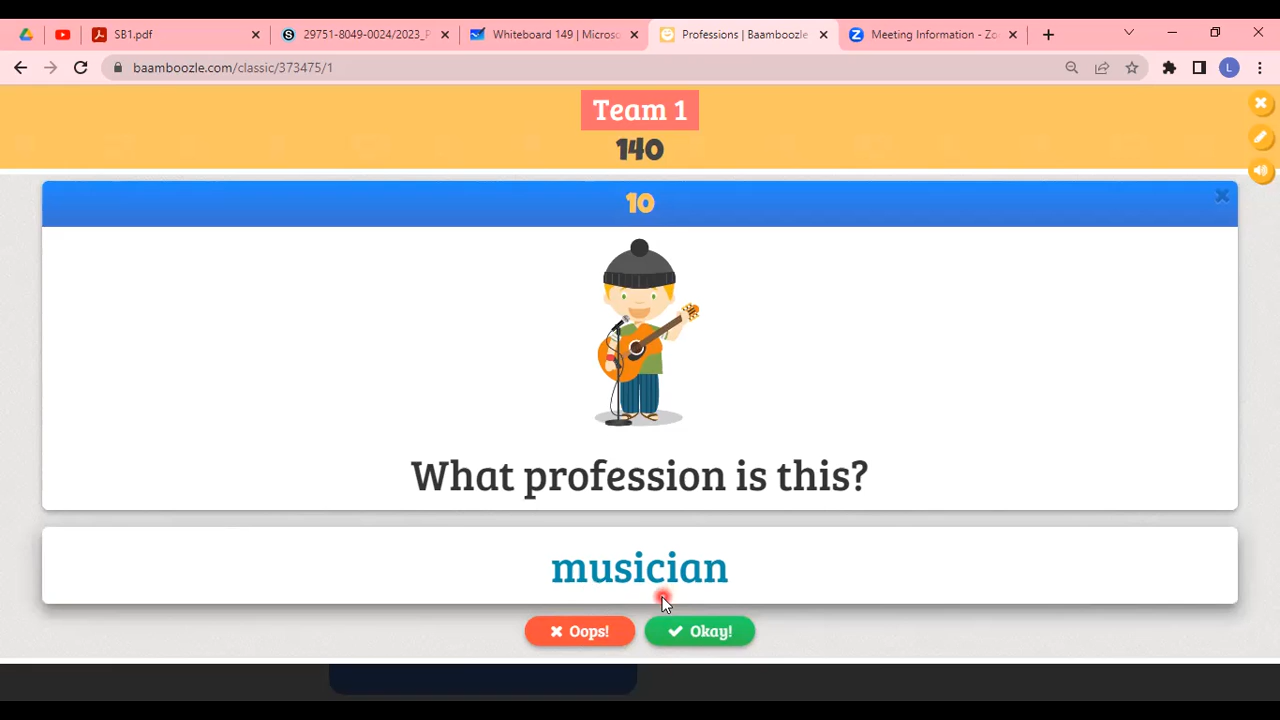 SB1.pdf
29751-8049-0024/2023_P
Whiteboard 149 | Microso
Professions | Baamboozle
Meeting Information - Zo
baamboozle.com/classic/373475/1
L
Team 1
140
10
What profession is this?
musician
Oops!
Okay!